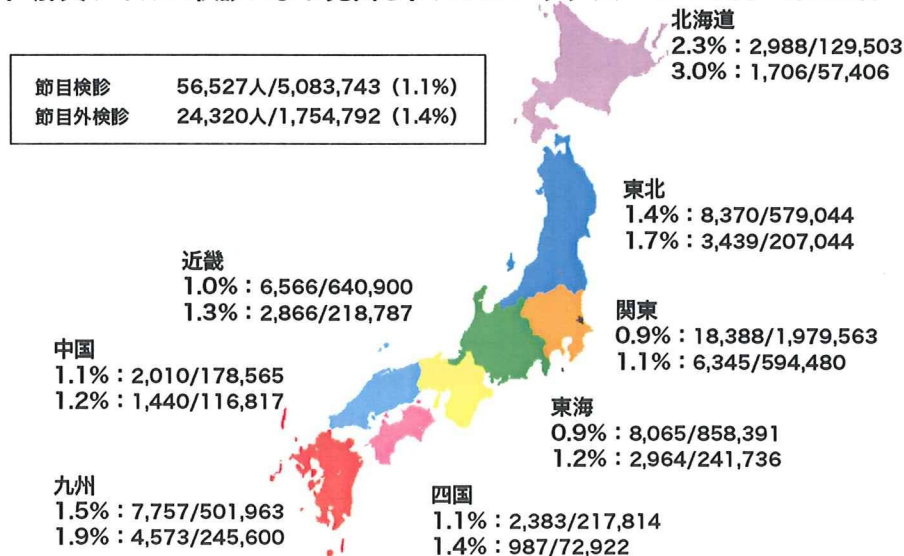 北海道
2.3%：2,988/129,503
3.0%：1,706/57,406
節目検診 56,527人/5,083,743（1.1%）
節目外検診 24,320人/1,754,792（1.4%）
東北
1.4%：8,370/579,044
1.7%：3,439/207,044
近畿
1.0%：6,566/640,900
1.3%：2,866/218,787
関東
0.9%：18,388/1,979,563
1.1%：6,345/594,480
中国
1.1%：2,010/178,565
1.2%：1,440/116,817
東海
0.9%：8,065/858,391
1.2%：2,964/241,736
九州
1.5%：7,757/501,963
1.9%：4,573/245,600
四国
1.1%：2,383/217,814
1.4%：987/72,922